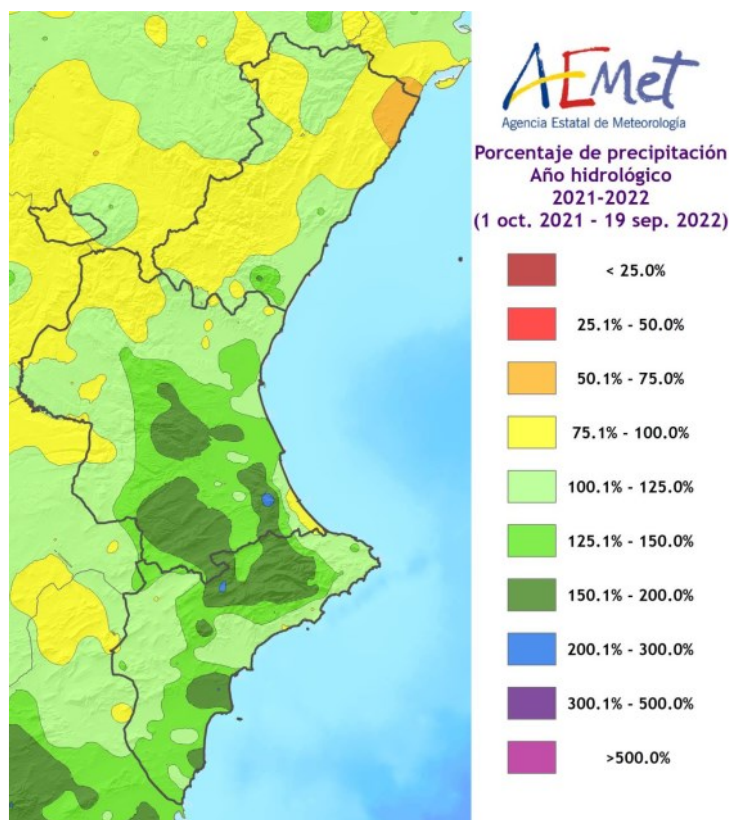 AEMet
Agencia Estatal de Meteorología
Porcentaje de precipitación
Año hidrológico
2021-2022
(1 oct. 2021 - 19 sep. 2022)
< 25.0%
25.1% - 50.0%
50.1% - 75.0%
75.1% - 100.0%
100.1% - 125.0%
125.1% - 150.0%
150.1% - 200.0%
200.1% - 300.0%
300.1% - 500.0%
>500.0%